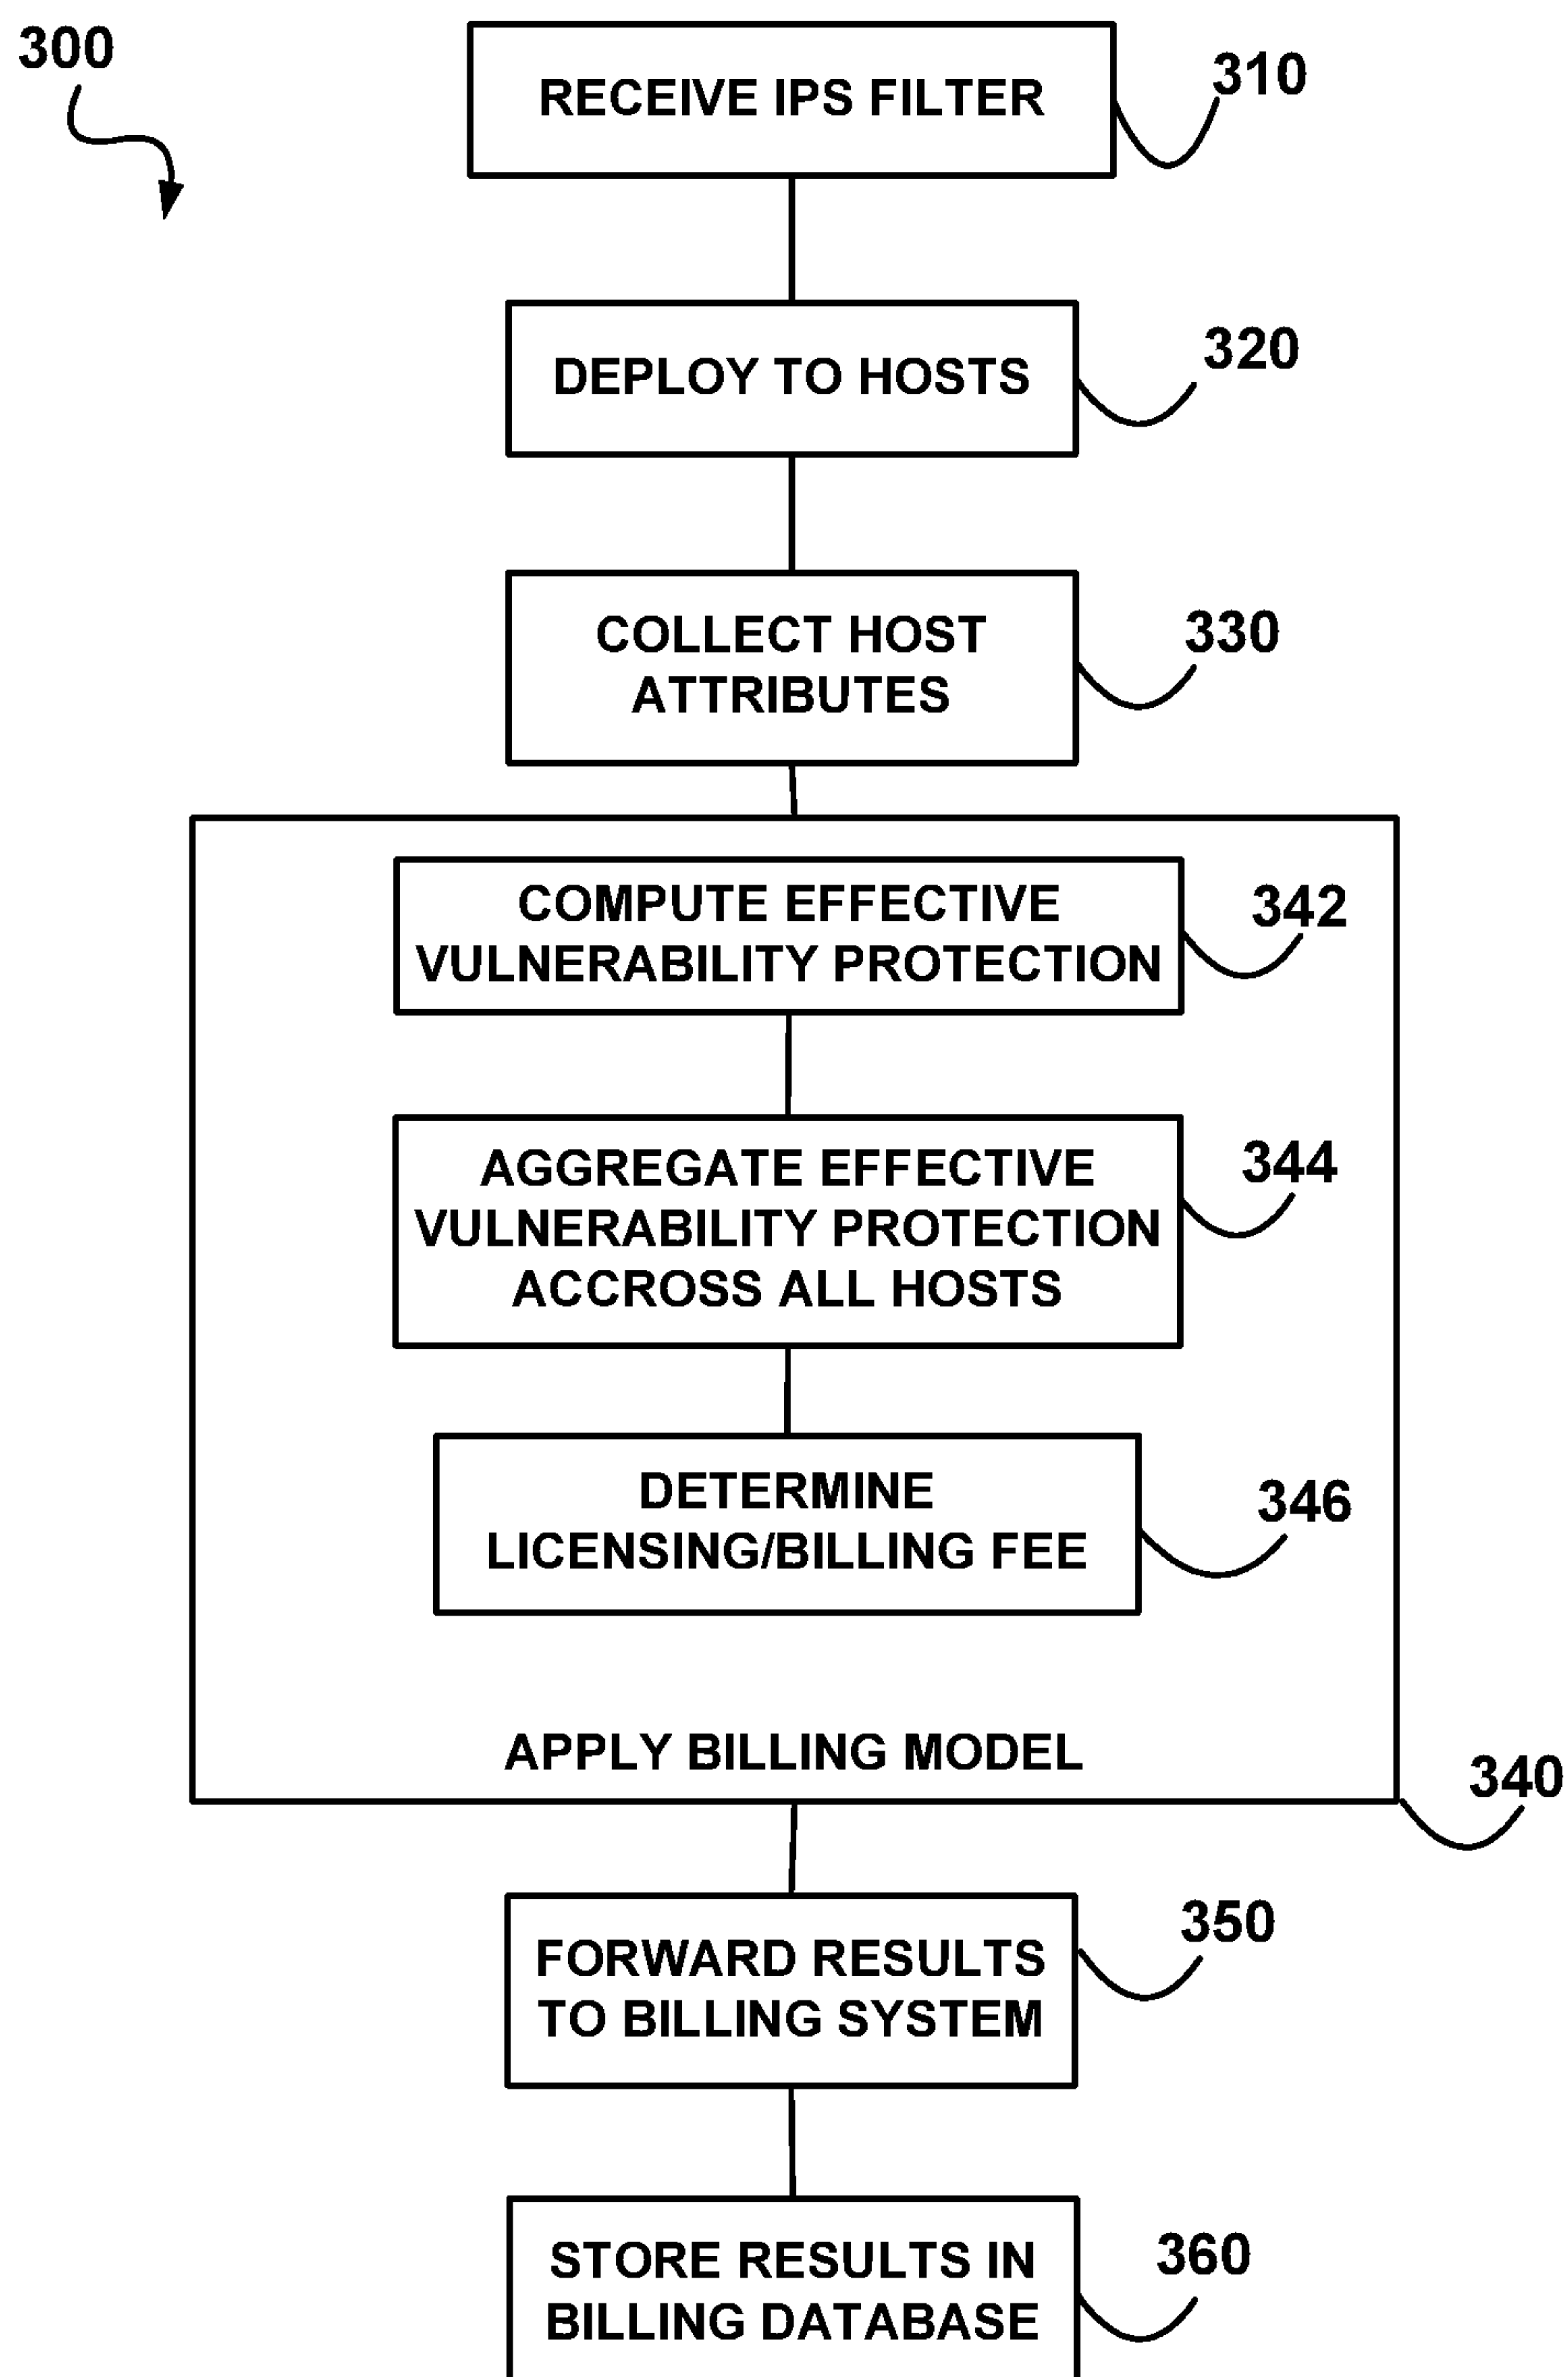 300
RECEIVE IPS FILTER
310
DEPLOY TO HOSTS
320
COLLECT HOST
ATTRIBUTES
330
COMPUTE EFFECTIVE
VULNERABILITY PROTECTION
342
AGGREGATE EFFECTIVE
VULNERABILITY PROTECTION
ACCROSS ALL HOSTS
344
DETERMINE
LICENSING/BILLING FEE
346
APPLY BILLING MODEL
340
FORWARD RESULTS
TO BILLING SYSTEM
350
STORE RESULTS IN
BILLING DATABASE
360